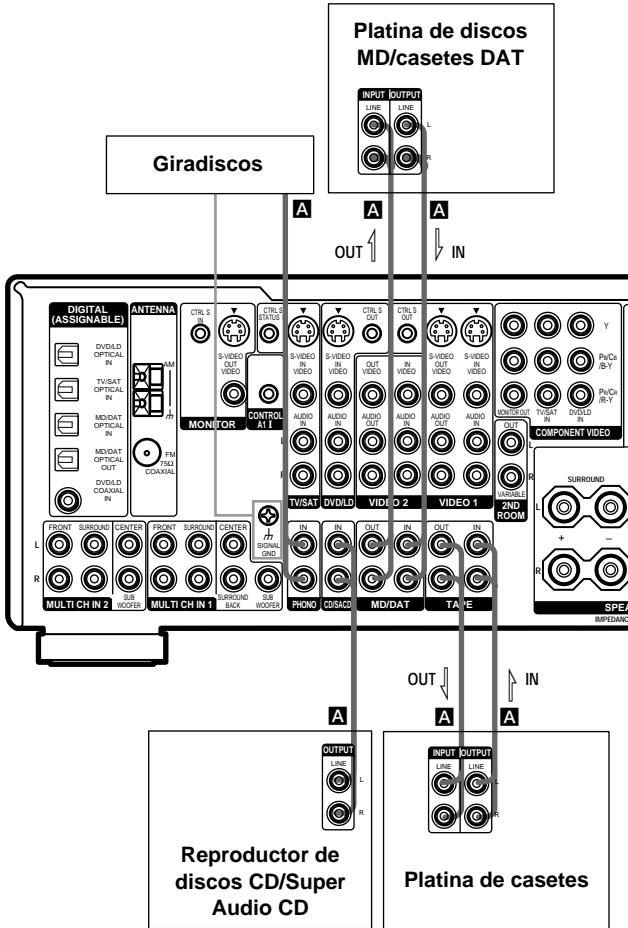 Platina de discos
MD/casetes DAT
INPUT OUTPUT
LINE LINE
L
R
Giradiscos
A A A
OUT IN
DIGITAL
(ASSIGNABLE)
DVD/LD
OPTICAL
IN
TV/SAT
OPTICAL
IN
MD/DAT
OPTICAL
IN
MD/DAT
OPTICAL
OUT
DVD/LD
COAXIAL
IN
ANTENNA
AM
FM
75Ω
COAXIAL
CTRL S
IN
S-VIDEO
OUT
VIDEO
MONITOR
CTRL S
STATUS
CONTROL
A1 II
S-VIDEO
IN
VIDEO
AUDIO
IN
L
R
TV/SAT
S-VIDEO
IN
VIDEO
AUDIO
IN
DVD/LD
CTRL S
OUT
OUT
VIDEO
AUDIO
OUT
CTRL S
OUT
IN
VIDEO
AUDIO
IN
VIDEO 2
S-VIDEO
OUT
VIDEO
AUDIO
OUT
S-VIDEO
IN
VIDEO
AUDIO
IN
VIDEO 1
Y
PB/CB
/B-Y
PR/CR
/R-Y
MONITOR OUT
TV/SAT
IN
DVD/LD
IN
COMPONENT VIDEO
OUT
L
R
VARIABLE
2ND
ROOM
SURROUND
L
+ –
R
SPEA
IMPEDANC
FRONT SURROUND CENTER
L
R
SUB
WOOFER
MULTI CH IN 2
FRONT SURROUND CENTER
MULTI CH IN 1
SURROUND
BACK
SUB
WOOFER
SIGNAL
GND
IN
PHONO
IN
CD/SACD
OUT IN
MD/DAT
OUT IN
TAPE
OUT IN
A A A
OUTPUT
LINE
L
R
Reproductor de
discos CD/Super
Audio CD
INPUT OUTPUT
LINE LINE
L
R
Platina de casetes